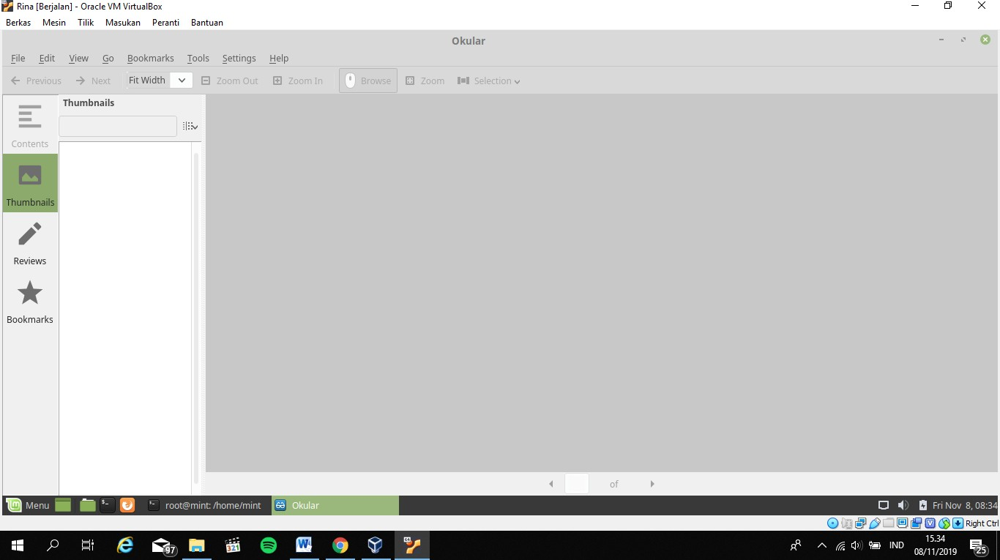 Rina [Berjalan] - Oracle VM VirtualBox
Berkas Mesin Tilik Masukan Peranti Bantuan
Okular
File Edit View Go Bookmarks Tools Settings Help
Previous Next Fit Width Zoom Out Zoom In Browse Zoom Selection
Thumbnails
Contents
Thumbnails
Reviews
Bookmarks
of
Menu root@mint: /home/mint Okular Fri Nov 8, 08:34
Right Ctrl
97 321 IND 15.34
08/11/2019 25